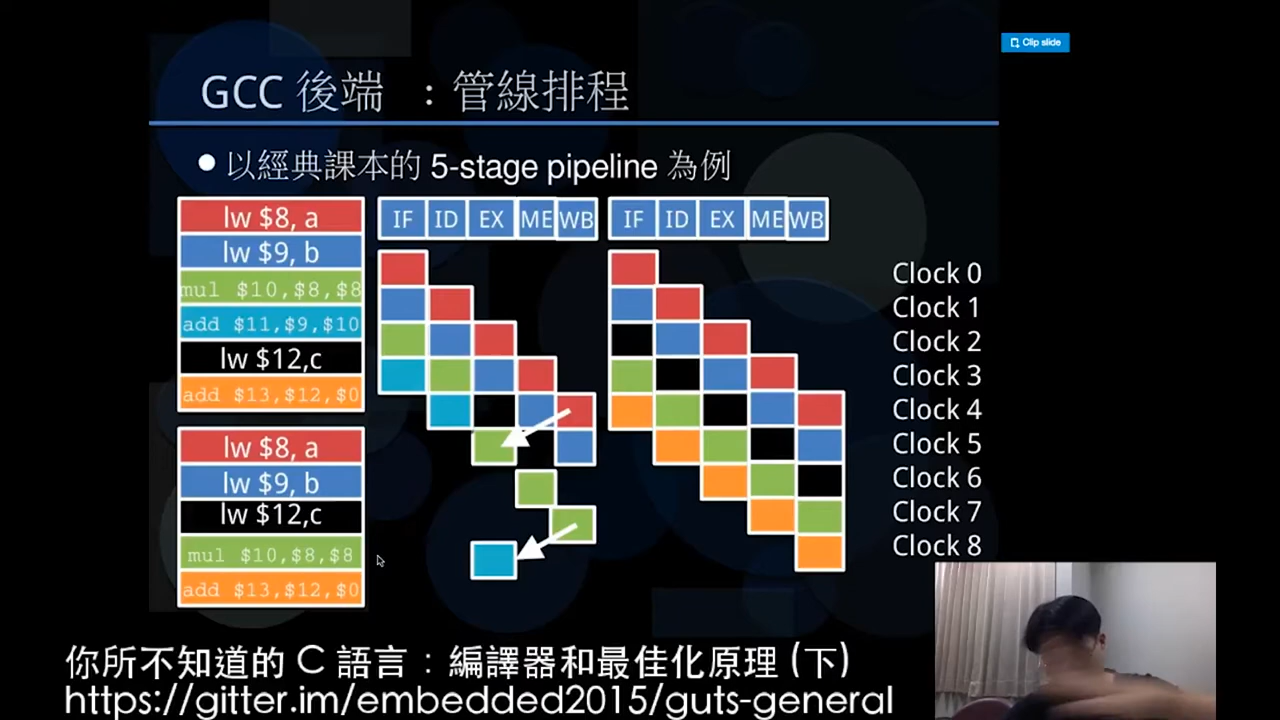 Clip slide
GCC 後端 ：管線排程
以經典課本的 5-stage pipeline 為例
lw $8, a
lw $9, b
mul $10,$8,$8
add $11,$9,$10
lw $12,c
add $13,$12,$0
lw $8, a
lw $9, b
lw $12,c
mul $10,$8,$8
add $13,$12,$0
IF ID EX ME WB
IF ID EX ME WB
Clock 0
Clock 1
Clock 2
Clock 3
Clock 4
Clock 5
Clock 6
Clock 7
Clock 8
你所不知道的 C 語言：編譯器和最佳化原理 (下)
https://gitter.im/embedded2015/guts-general